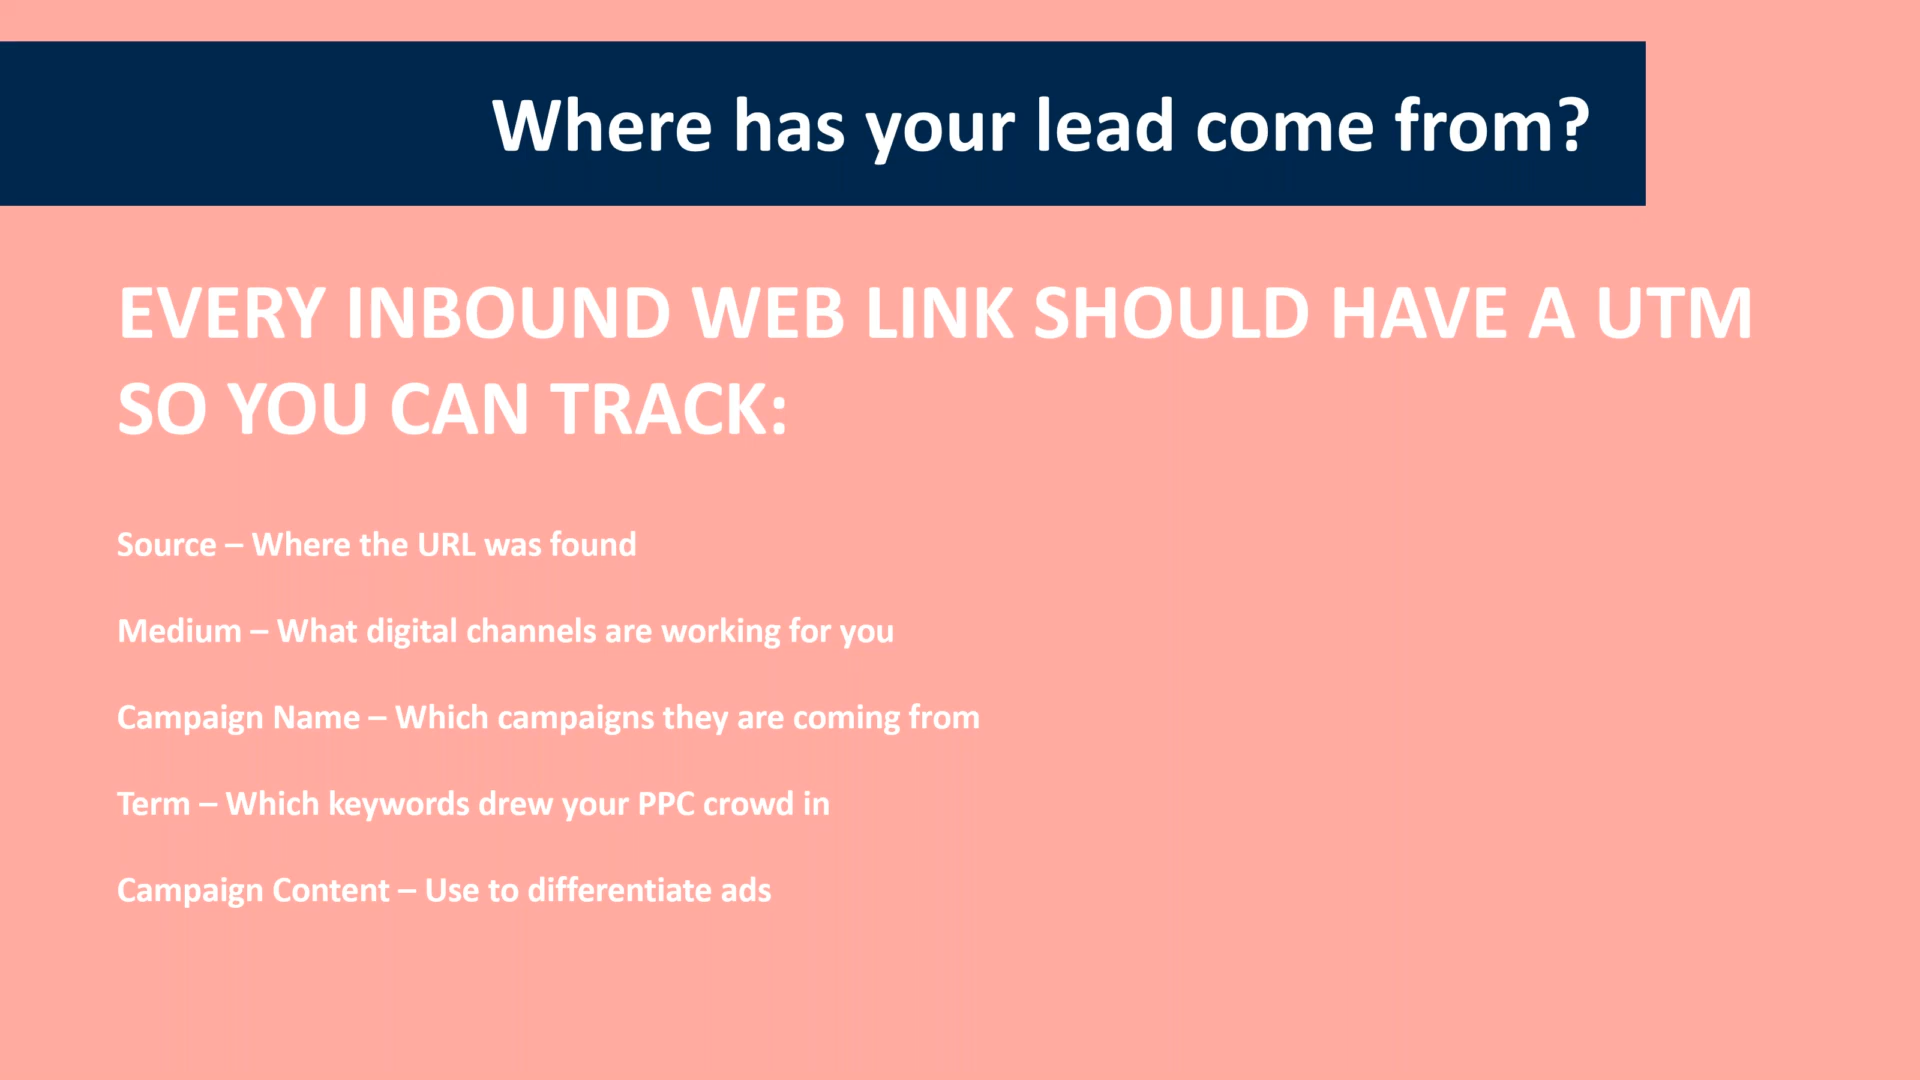 Where has your lead come from?
EVERY INBOUND WEB LINK SHOULD HAVE A UTM
SO YOU CAN TRACK:
Source – Where the URL was found
Medium – What digital channels are working for you
Campaign Name – Which campaigns they are coming from
Term – Which keywords drew your PPC crowd in
Campaign Content – Use to differentiate ads